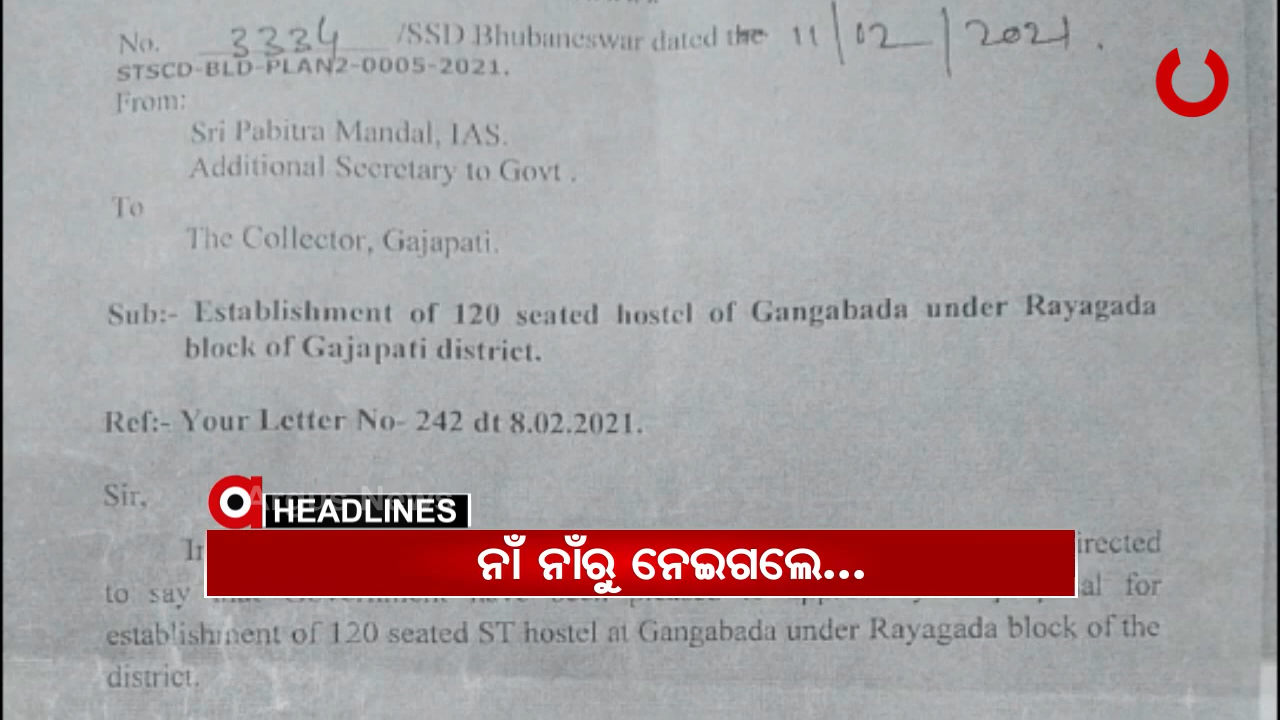 No. 3334 /SSD Bhubaneswar dated the 11/02/2021.
STSCD-BLD-PLAN2-0005-2021.
From:
Sri Pabitra Mandal, IAS.
Additional Secretary to Govt .
To
The Collector, Gajapati.
Sub:- Establishment of 120 seated hostel of Gangabada under Rayagada
block of Gajapati district.
Ref:- Your Letter No- 242 dt 8.02.2021.
Sir,
Argus News
HEADLINES
ନାଁ ନାଁରୁ ନେଇଗଲେ...
to say for
establishment of 120 seated ST hostel at Gangabada under Rayagada block of the
district.